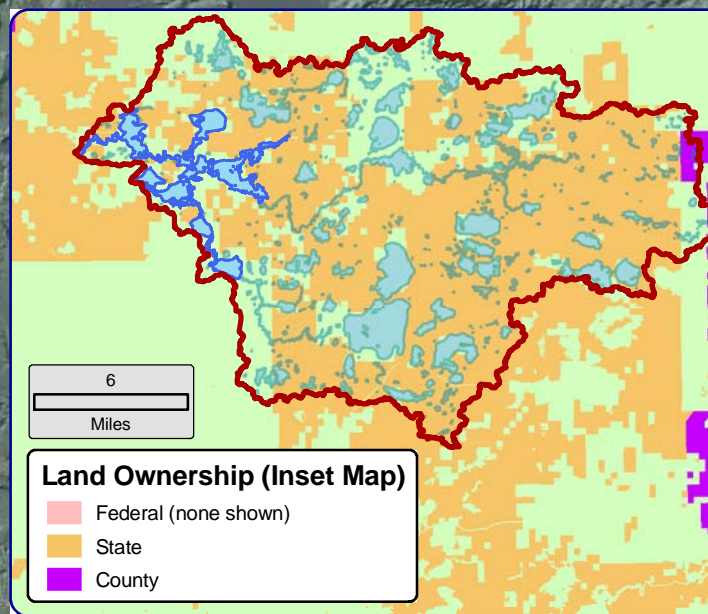 6
Miles
Land Ownership (Inset Map)
Federal (none shown)
State
County